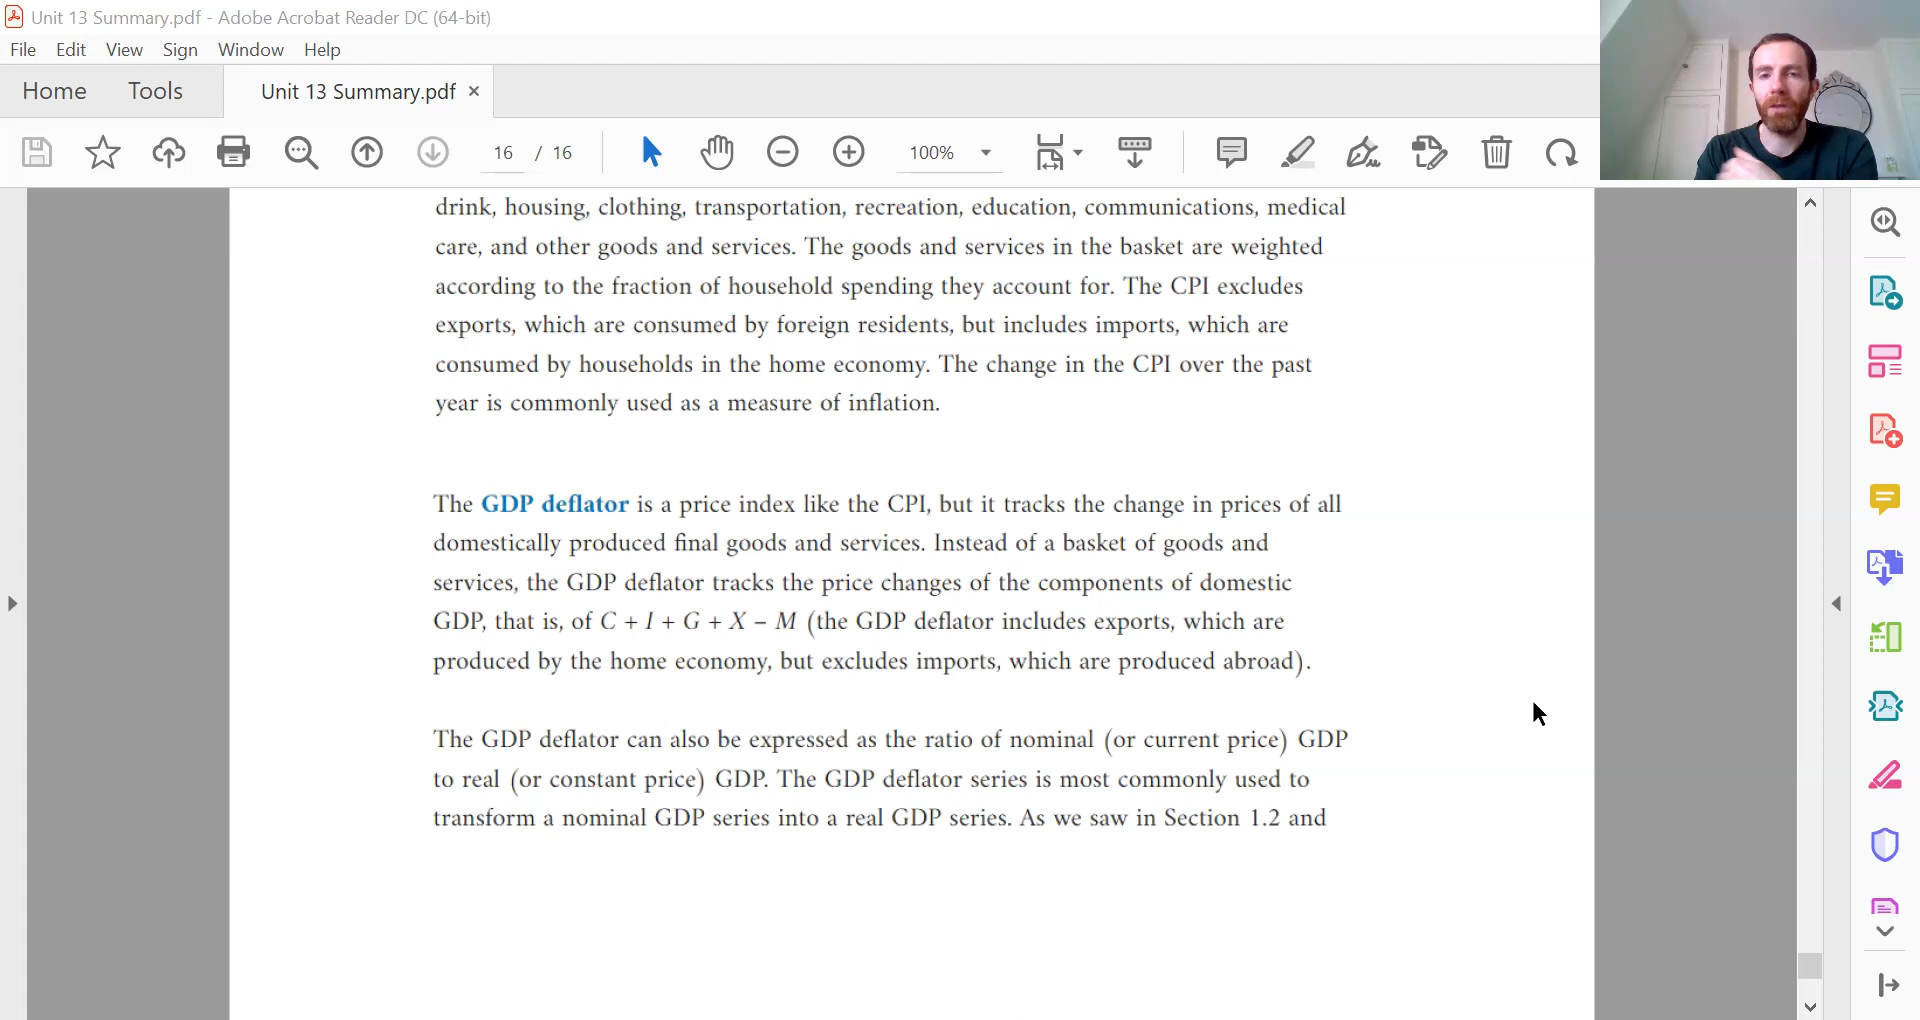 Unit 13 Summary.pdf - Adobe Acrobat Reader DC (64-bit)
File Edit View Sign Window Help
Home Tools Unit 13 Summary.pdf ×
16 / 16 100%
drink, housing, clothing, transportation, recreation, education, communications, medical
care, and other goods and services. The goods and services in the basket are weighted
according to the fraction of household spending they account for. The CPI excludes
exports, which are consumed by foreign residents, but includes imports, which are
consumed by households in the home economy. The change in the CPI over the past
year is commonly used as a measure of inflation.
The GDP deflator is a price index like the CPI, but it tracks the change in prices of all
domestically produced final goods and services. Instead of a basket of goods and
services, the GDP deflator tracks the price changes of the components of domestic
GDP, that is, of C + I + G + X – M (the GDP deflator includes exports, which are
produced by the home economy, but excludes imports, which are produced abroad).
The GDP deflator can also be expressed as the ratio of nominal (or current price) GDP
to real (or constant price) GDP. The GDP deflator series is most commonly used to
transform a nominal GDP series into a real GDP series. As we saw in Section 1.2 and